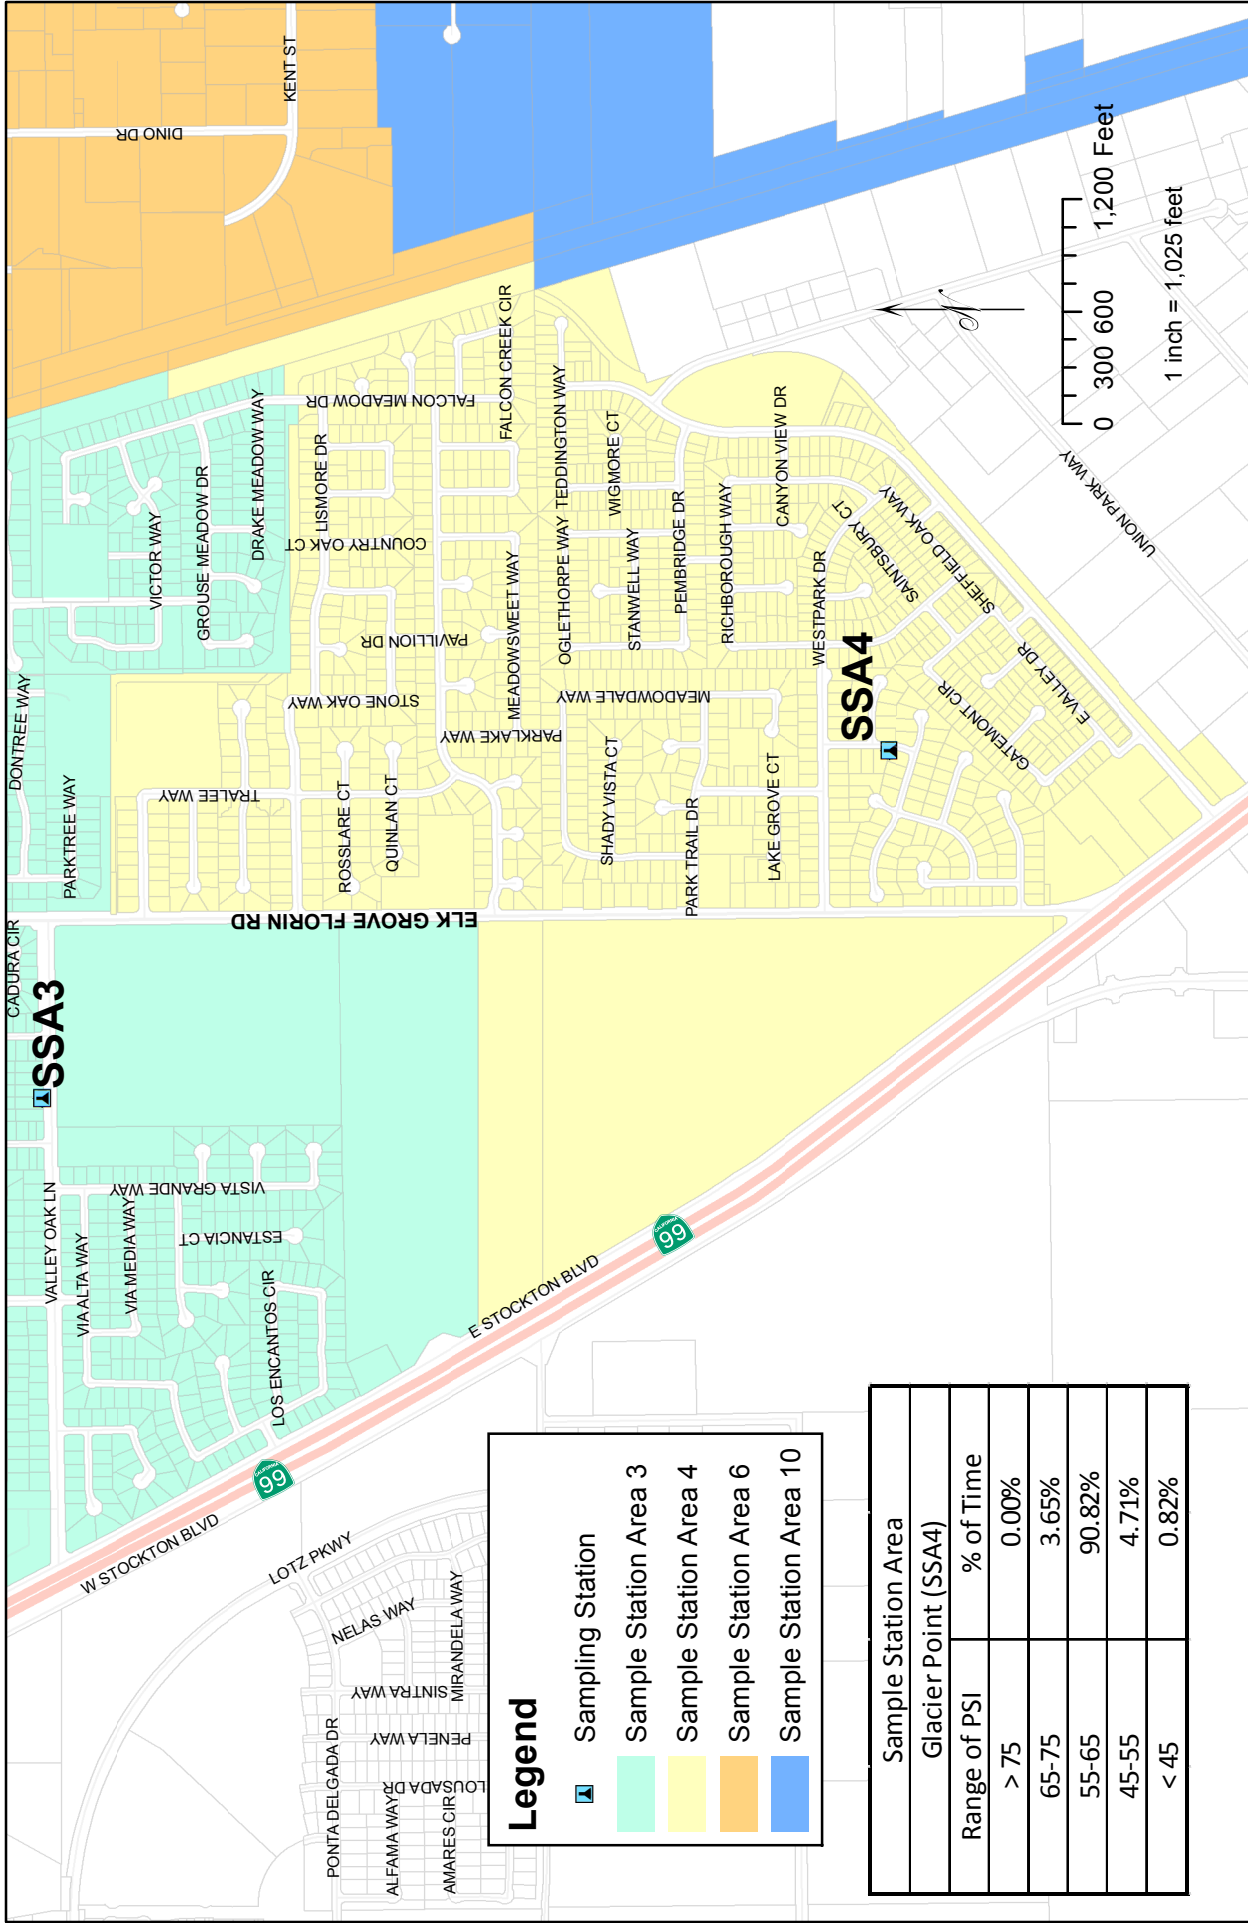 W STOCKTON BLVD
E STOCKTON BLVD
CALIFORNIA
99
CALIFORNIA
99
LOTZ PKWY
NELAS WAY
SINTRA WAY
MIRANDELA WAY
PENELA WAY
PONTA DELGADA DR
LOUSADA DR
ALFAMA WAY
AMARES CIR
VALLEY OAK LN
VIA ALTA WAY
VIA MEDIA WAY
VISTA GRANDE WAY
ESTANCIA CT
LOS ENCANTOS CIR
SSA3
CADURA CIR
DONTREE WAY
PARKTREE WAY
ELK GROVE FLORIN RD
TRALEE WAY
ROSSLARE CT
QUINLAN CT
STONE OAK WAY
PARKLAKE WAY
PAVILLION DR
MEADOWSWEET WAY
COUNTRY OAK CT
LISMORE DR
VICTOR WAY
GROUSE MEADOW DR
DRAKE MEADOW WAY
FALCON MEADOW DR
FALCON CREEK CIR
DINO DR
KENT ST
TEDDINGTON WAY
OGLETHORPE WAY
WIGMORE CT
STANWELL WAY
PEMBRIDGE DR
MEADOWDALE WAY
SHADY VISTA CT
PARK TRAIL DR
LAKE GROVE CT
RICHBOROUGH WAY
CANYON VIEW DR
WESTPARK DR
SAINTSBURY CT
SHEFFIELD OAK WAY
SSA4
GATEMONT CIR
E VALLEY DR
UNION PARK WAY
N
0 300 600 1,200 Feet
1 inch = 1,025 feet
Legend
Sampling Station
Sample Station Area 3
Sample Station Area 4
Sample Station Area 6
Sample Station Area 10
Sample Station Area
Glacier Point (SSA4)
Range of PSI % of Time
> 75 0.00%
65-75 3.65%
55-65 90.82%
45-55 4.71%
< 45 0.82%